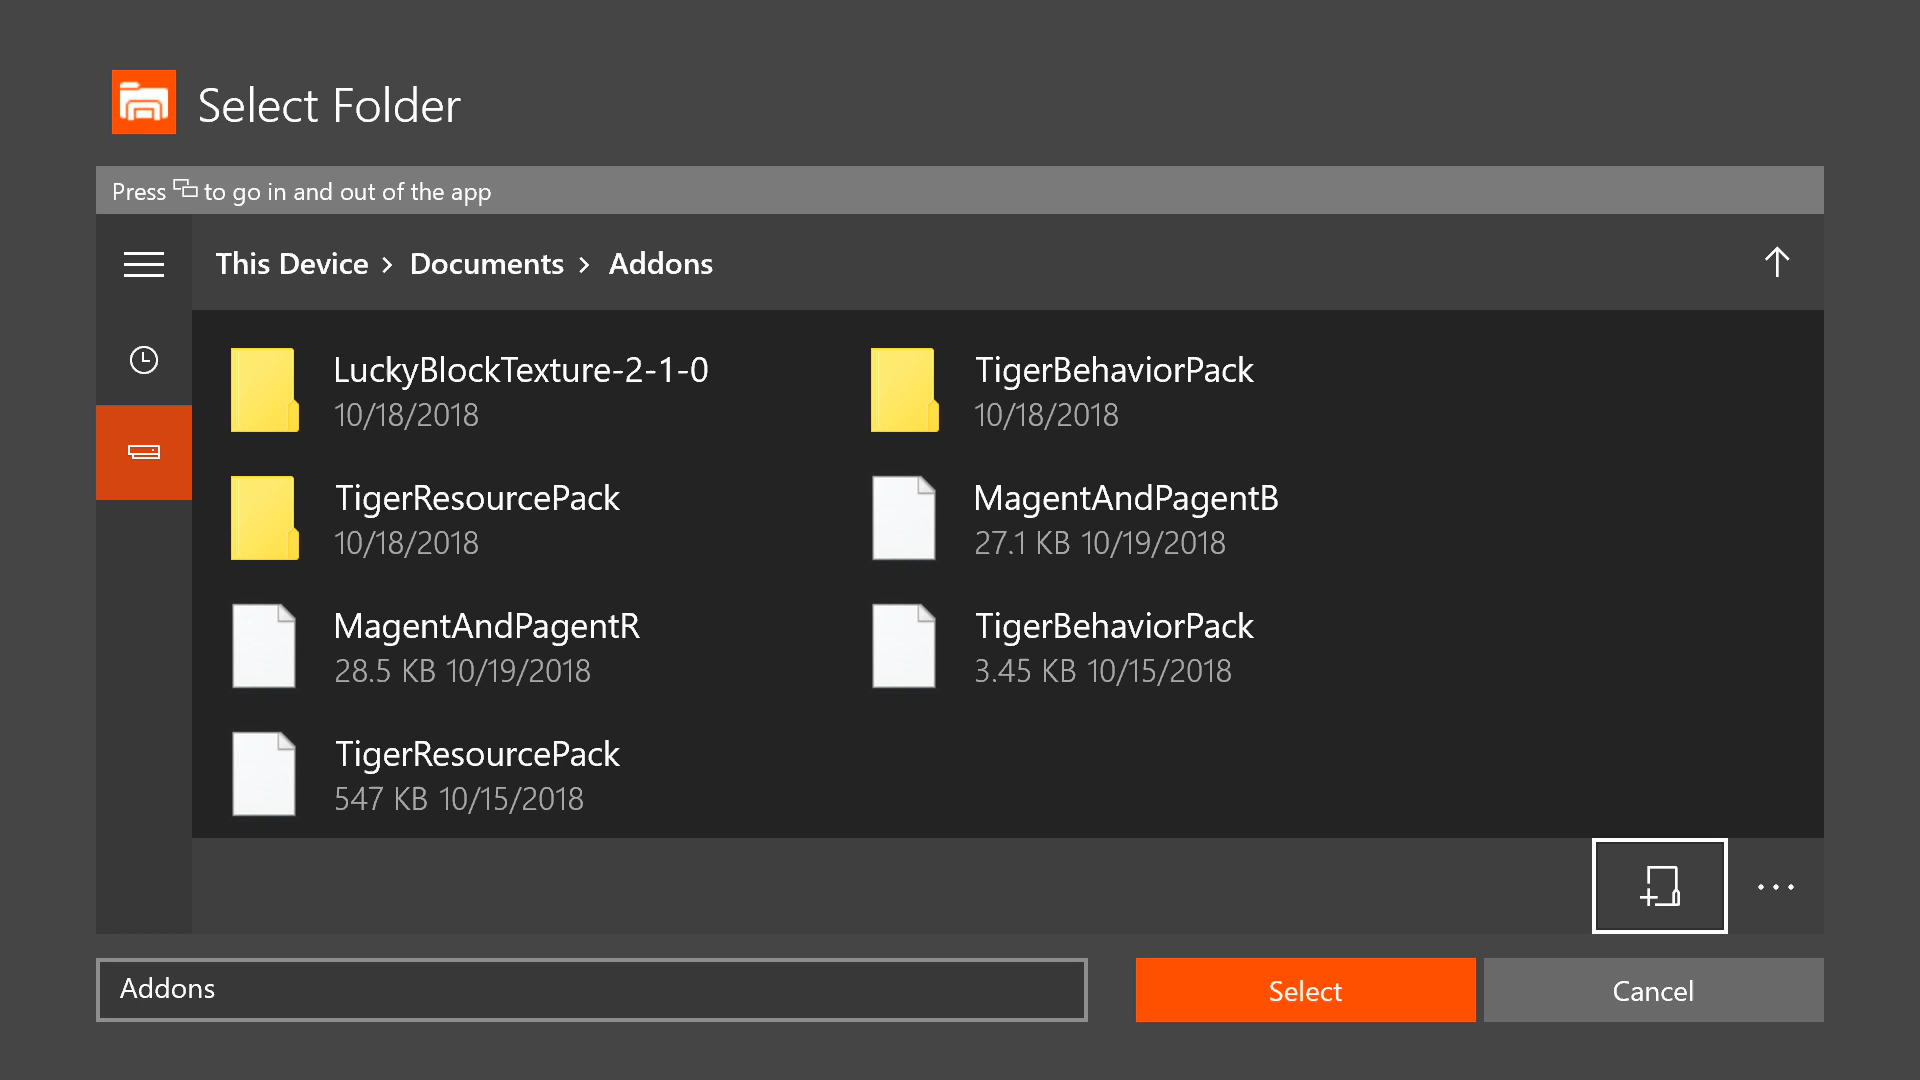 Select Folder
Press to go in and out of the app
This Device > Documents > Addons
LuckyBlockTexture-2-1-0
10/18/2018
TigerBehaviorPack
10/18/2018
TigerResourcePack
10/18/2018
MagentAndPagentB
27.1 KB 10/19/2018
MagentAndPagentR
28.5 KB 10/19/2018
TigerBehaviorPack
3.45 KB 10/15/2018
TigerResourcePack
547 KB 10/15/2018
Addons
Select
Cancel